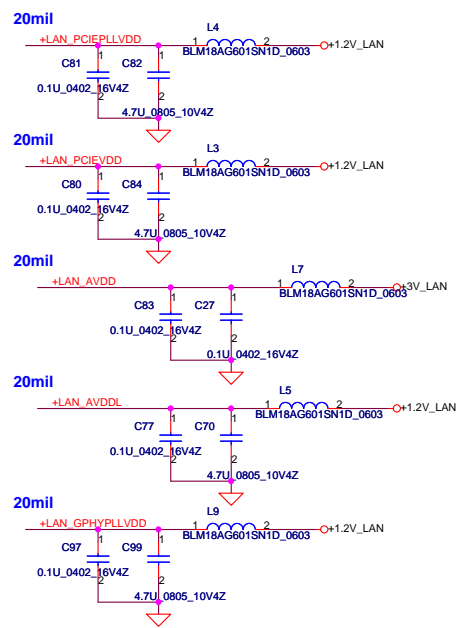 20mil
L4
+LAN_PCIEPLLVDD 1 2 +1.2V_LAN
BLM18AG601SN1D_0603
C81 1 C82 1
0.1U_0402_16V4Z
2 2
4.7U_0805_10V4Z
20mil
L3
+LAN_PCIEVDD 1 2 +1.2V_LAN
BLM18AG601SN1D_0603
C80 1 C84 1
0.1U_0402_16V4Z
2 2
4.7U_0805_10V4Z
20mil
L7
+LAN_AVDD 1 2 +3V_LAN
BLM18AG601SN1D_0603
C83 1 C27 1
0.1U_0402_16V4Z
2 2
0.1U_0402_16V4Z
20mil
L5
+LAN_AVDDL 1 2 +1.2V_LAN
BLM18AG601SN1D_0603
C77 1 C70 1
0.1U_0402_16V4Z
2 2
4.7U_0805_10V4Z
20mil
L9
+LAN_GPHYPLLVDD 1 2 +1.2V_LAN
BLM18AG601SN1D_0603
C97 1 C99 1
0.1U_0402_16V4Z
2 2
4.7U_0805_10V4Z